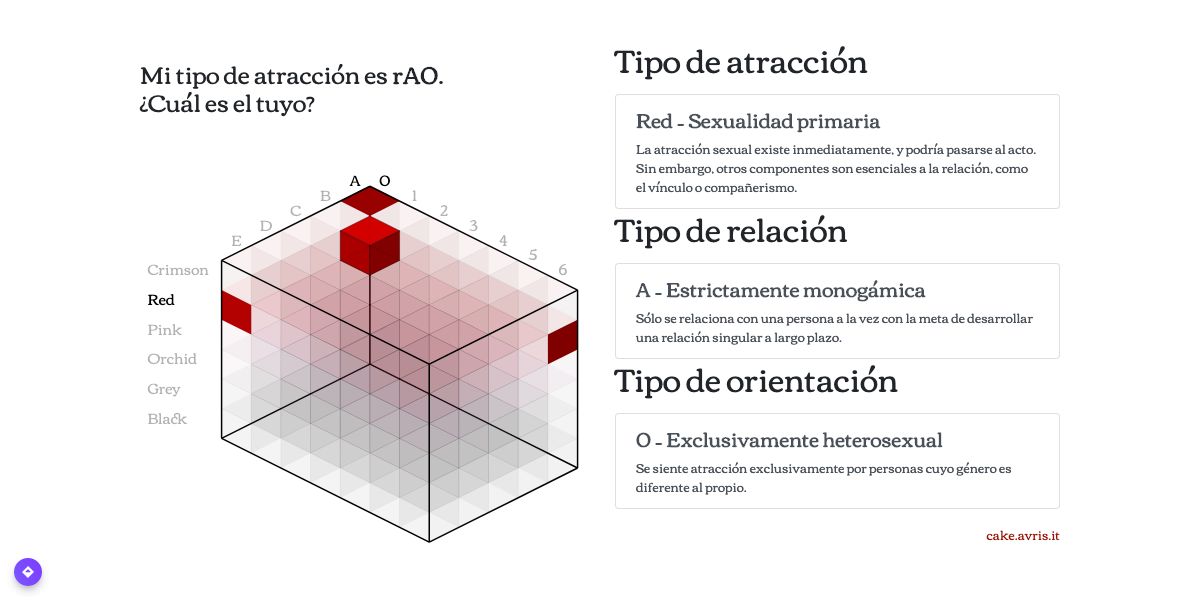 Mi tipo de atracción es rAO.
¿Cuál es el tuyo?
A O
B 1
C 2
D 3
E 4
5
6
Crimson
Red
Pink
Orchid
Grey
Black
Tipo de atracción
Red - Sexualidad primaria
La atracción sexual existe inmediatamente, y podría pasarse al acto.
Sin embargo, otros componentes son esenciales a la relación, como
el vínculo o compañerismo.
Tipo de relación
A - Estrictamente monogámica
Sólo se relaciona con una persona a la vez con la meta de desarrollar
una relación singular a largo plazo.
Tipo de orientación
O - Exclusivamente heterosexual
Se siente atracción exclusivamente por personas cuyo género es
diferente al propio.
cake.avris.it